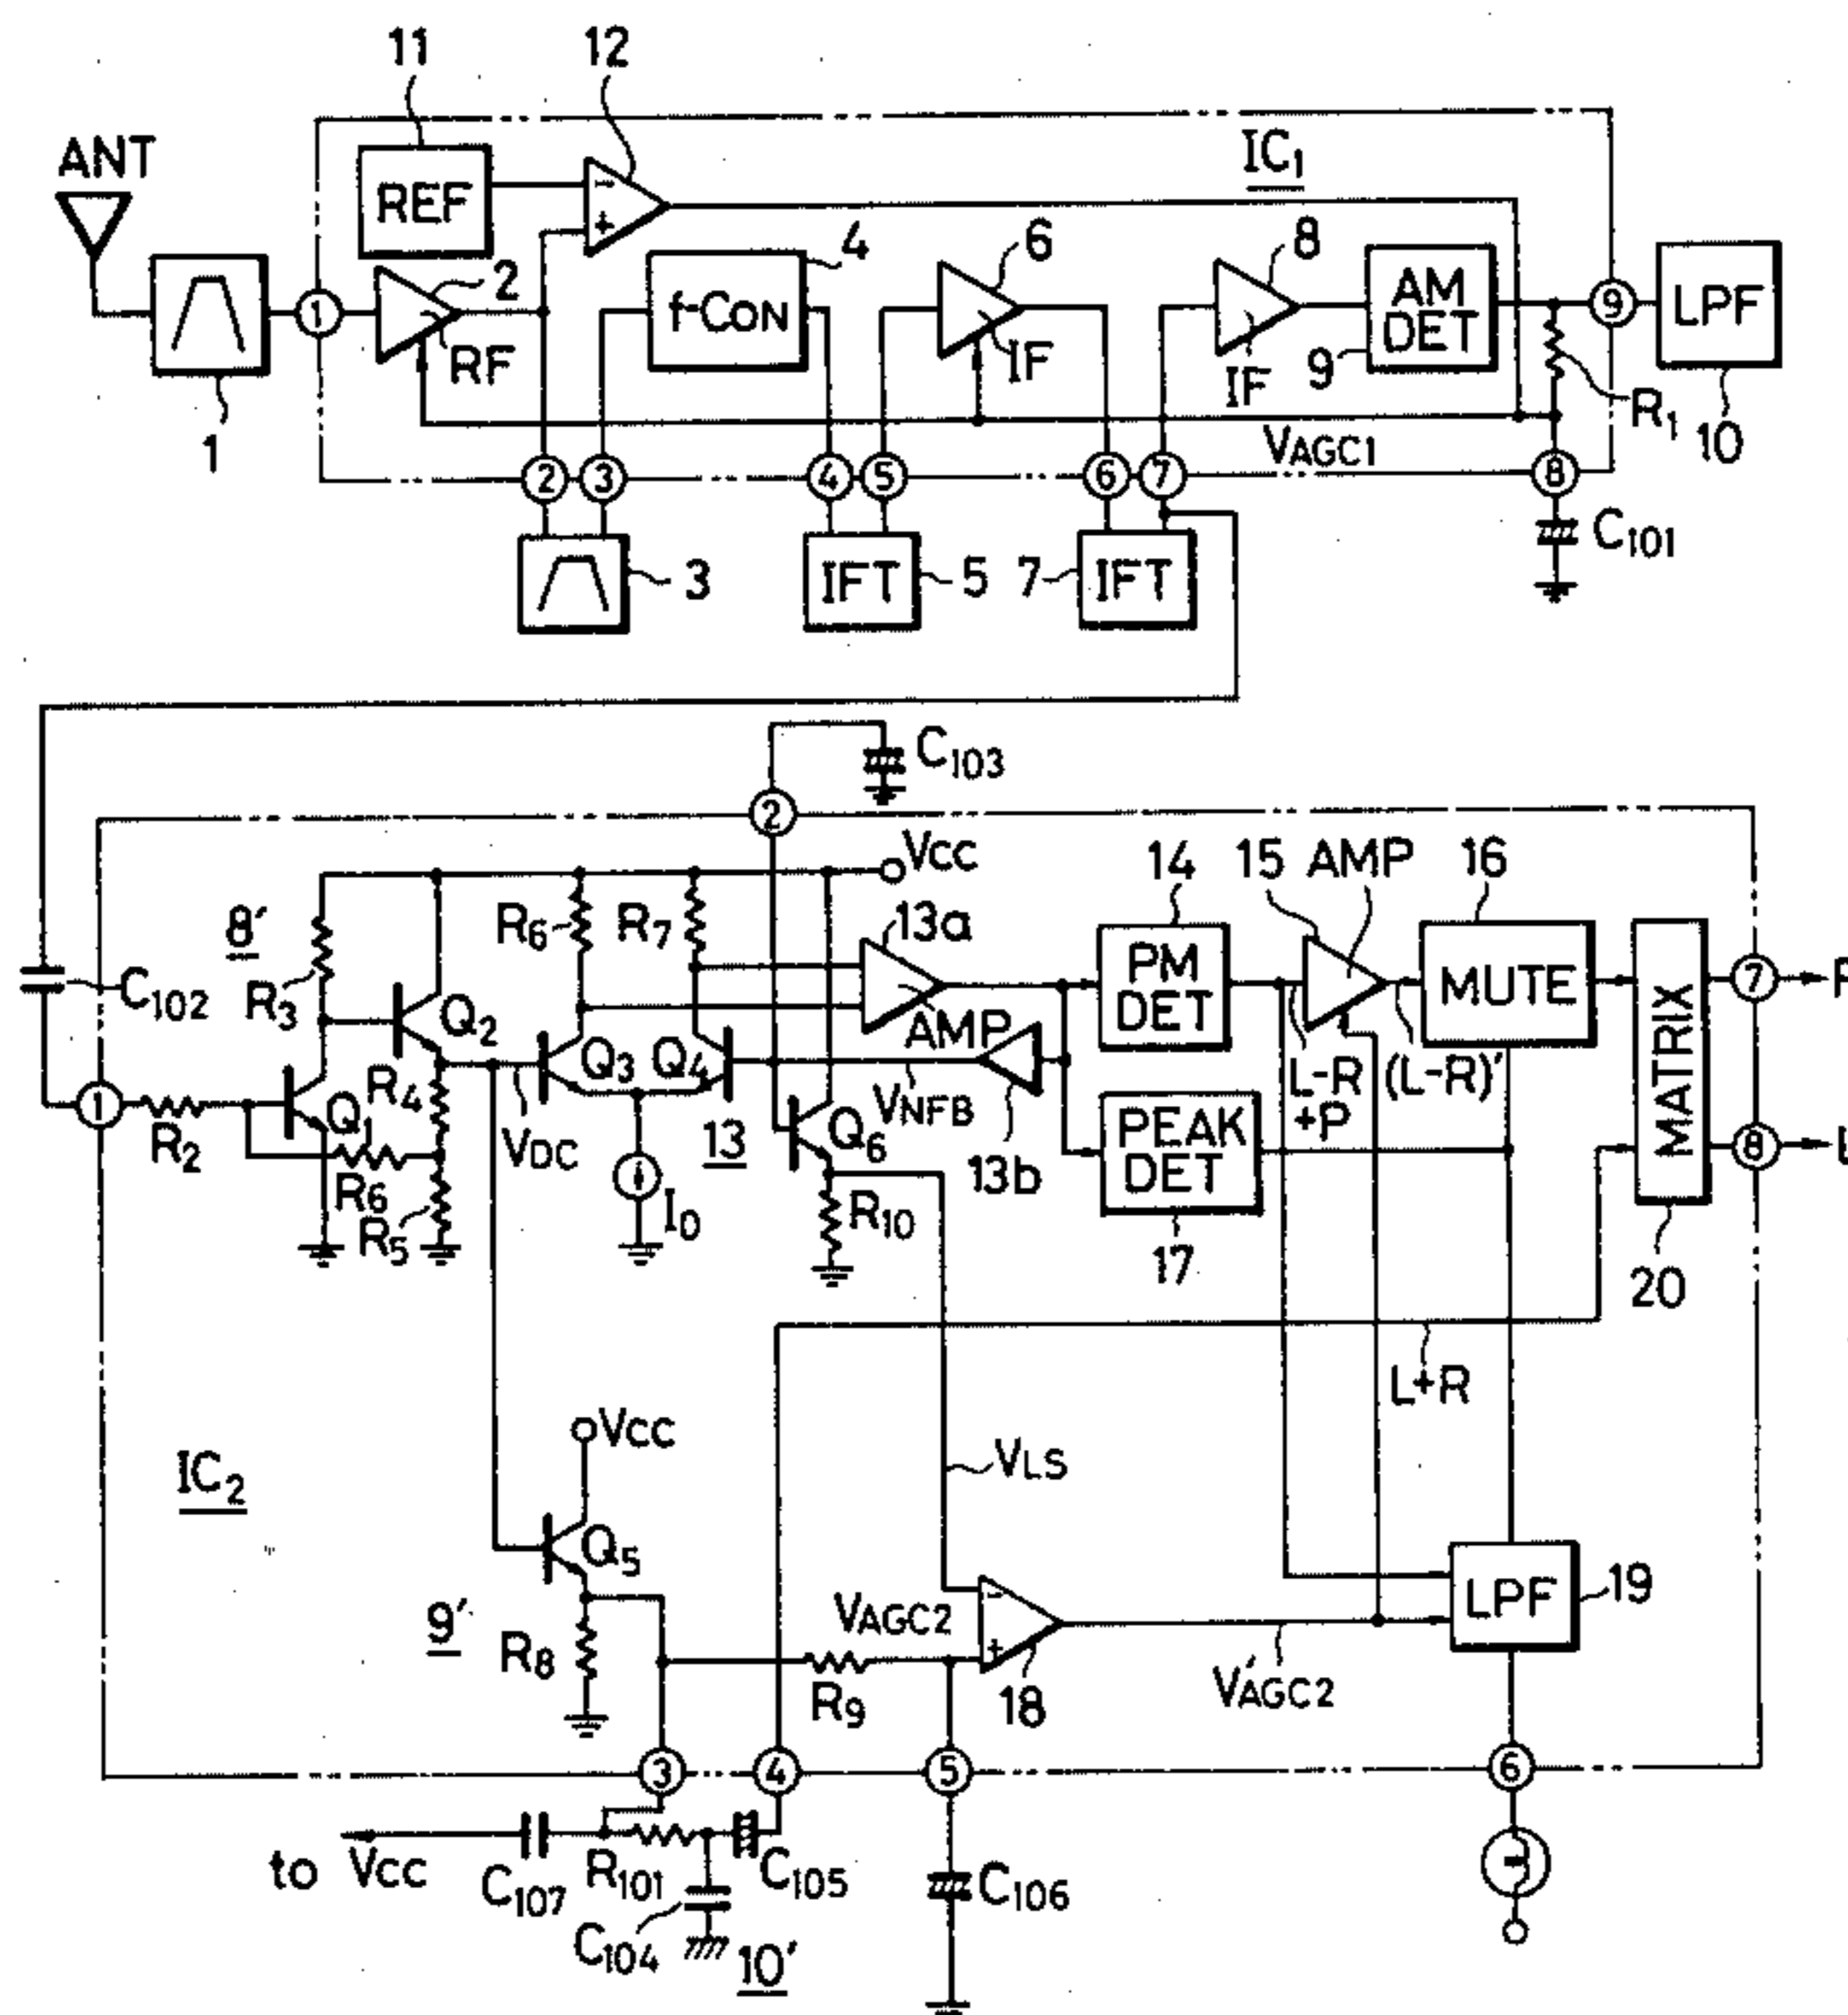 11 12
ANT
IC₁
REF
- +
2
4
6
8
f-CON
AM DET
9
LPF
1
RF
IF
IF
9
R₁
10
1
VAGC1
2 3 4 5 6 7 8
C₁₀₁
3
IFT
5
7
IFT
C₁₀₃
2
Vcc
14
15 AMP
16
8'
R₃
R₆
R₇
13a
C₁₀₂
Q₂
PM DET
MUTE
MATRIX
7
R
AMP
Q₃
Q₄
L-R +P
(L-R)'
1
R₂
Q₁
R₄
VDC
13
VNFB
Q₆
13b
PEAK DET
8
L
R₆
R₅
I₀
R₁₀
17
20
L+R
Vcc
VLS
IC₂
Q₅
9'
R₈
VAGC2
- +
LPF
19
R₉
18
V'AGC2
3 4 5 6
to Vcc
C₁₀₇
R₁₀₁
C₁₀₅
C₁₀₆
C₁₀₄
10'